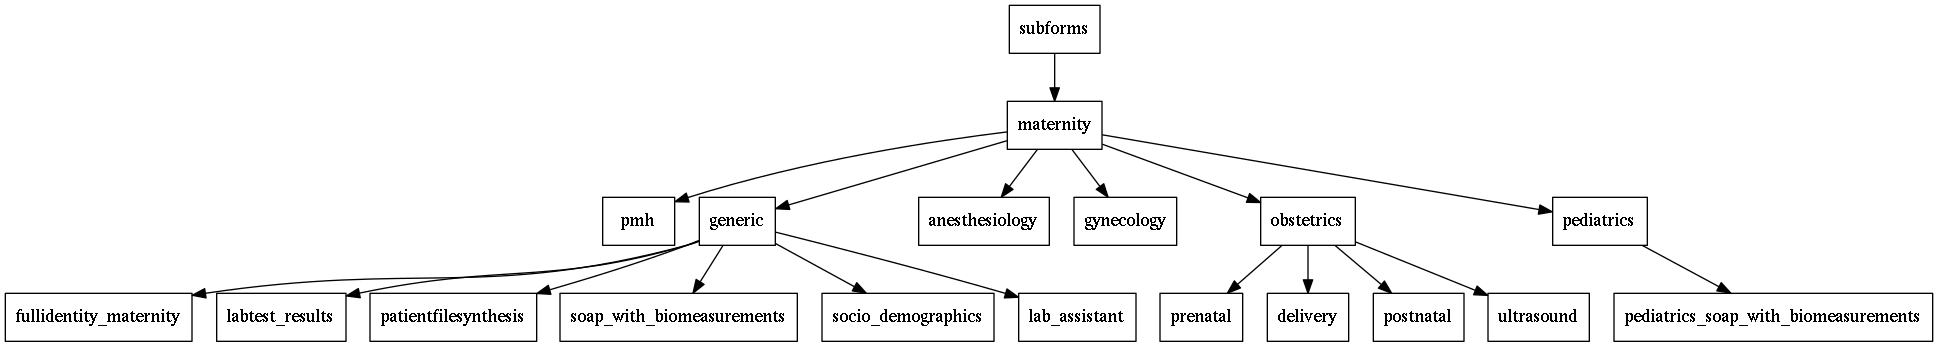 subforms
maternity
pmh
generic
anesthesiology
gynecology
obstetrics
pediatrics
fullidentity_maternity
labtest_results
patientfilesynthesis
soap_with_biomeasurements
socio_demographics
lab_assistant
prenatal
delivery
postnatal
ultrasound
pediatrics_soap_with_biomeasurements